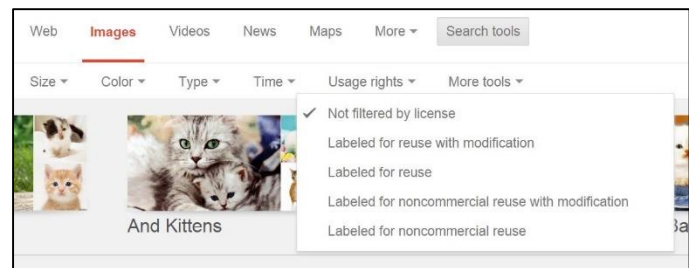 Web Images Videos News Maps More Search tools
Size Color Type Time Usage rights More tools
Not filtered by license
Labeled for reuse with modification
Labeled for reuse
Labeled for noncommercial reuse with modification
Labeled for noncommercial reuse
And Kittens
Ba